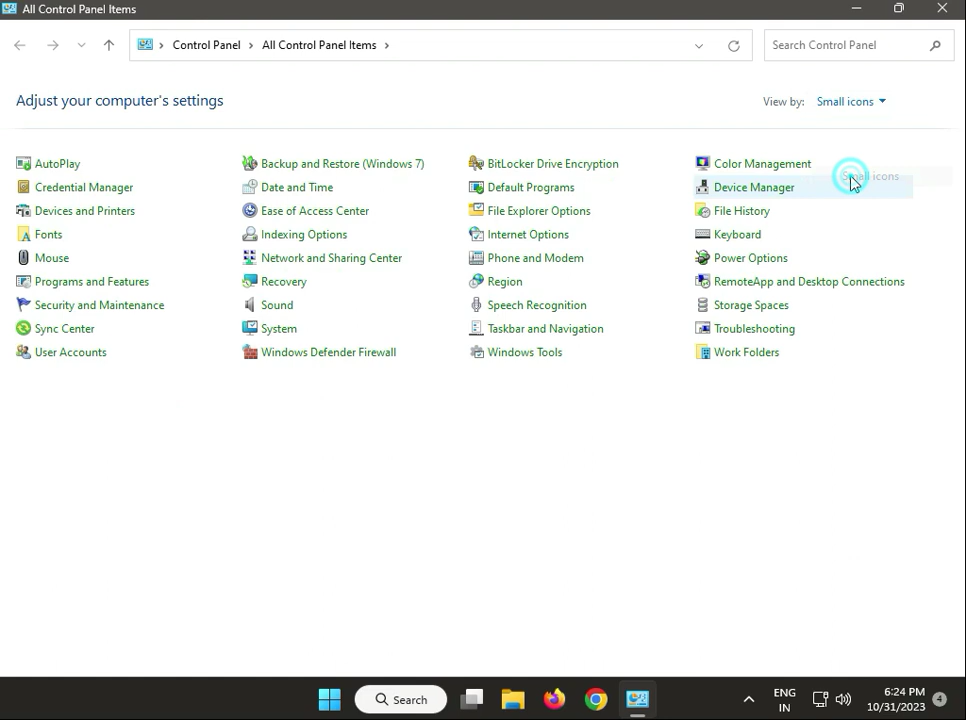 All Control Panel Items
Control Panel > All Control Panel Items >
Search Control Panel
Adjust your computer's settings
View by: Small icons
AutoPlay
Backup and Restore (Windows 7)
BitLocker Drive Encryption
Color Management
Small icons
Credential Manager
Date and Time
Default Programs
Device Manager
Devices and Printers
Ease of Access Center
File Explorer Options
File History
Fonts
Indexing Options
Internet Options
Keyboard
Mouse
Network and Sharing Center
Phone and Modem
Power Options
Programs and Features
Recovery
Region
RemoteApp and Desktop Connections
Security and Maintenance
Sound
Speech Recognition
Storage Spaces
Sync Center
System
Taskbar and Navigation
Troubleshooting
User Accounts
Windows Defender Firewall
Windows Tools
Work Folders
Search
ENG
IN
6:24 PM
10/31/2023
4